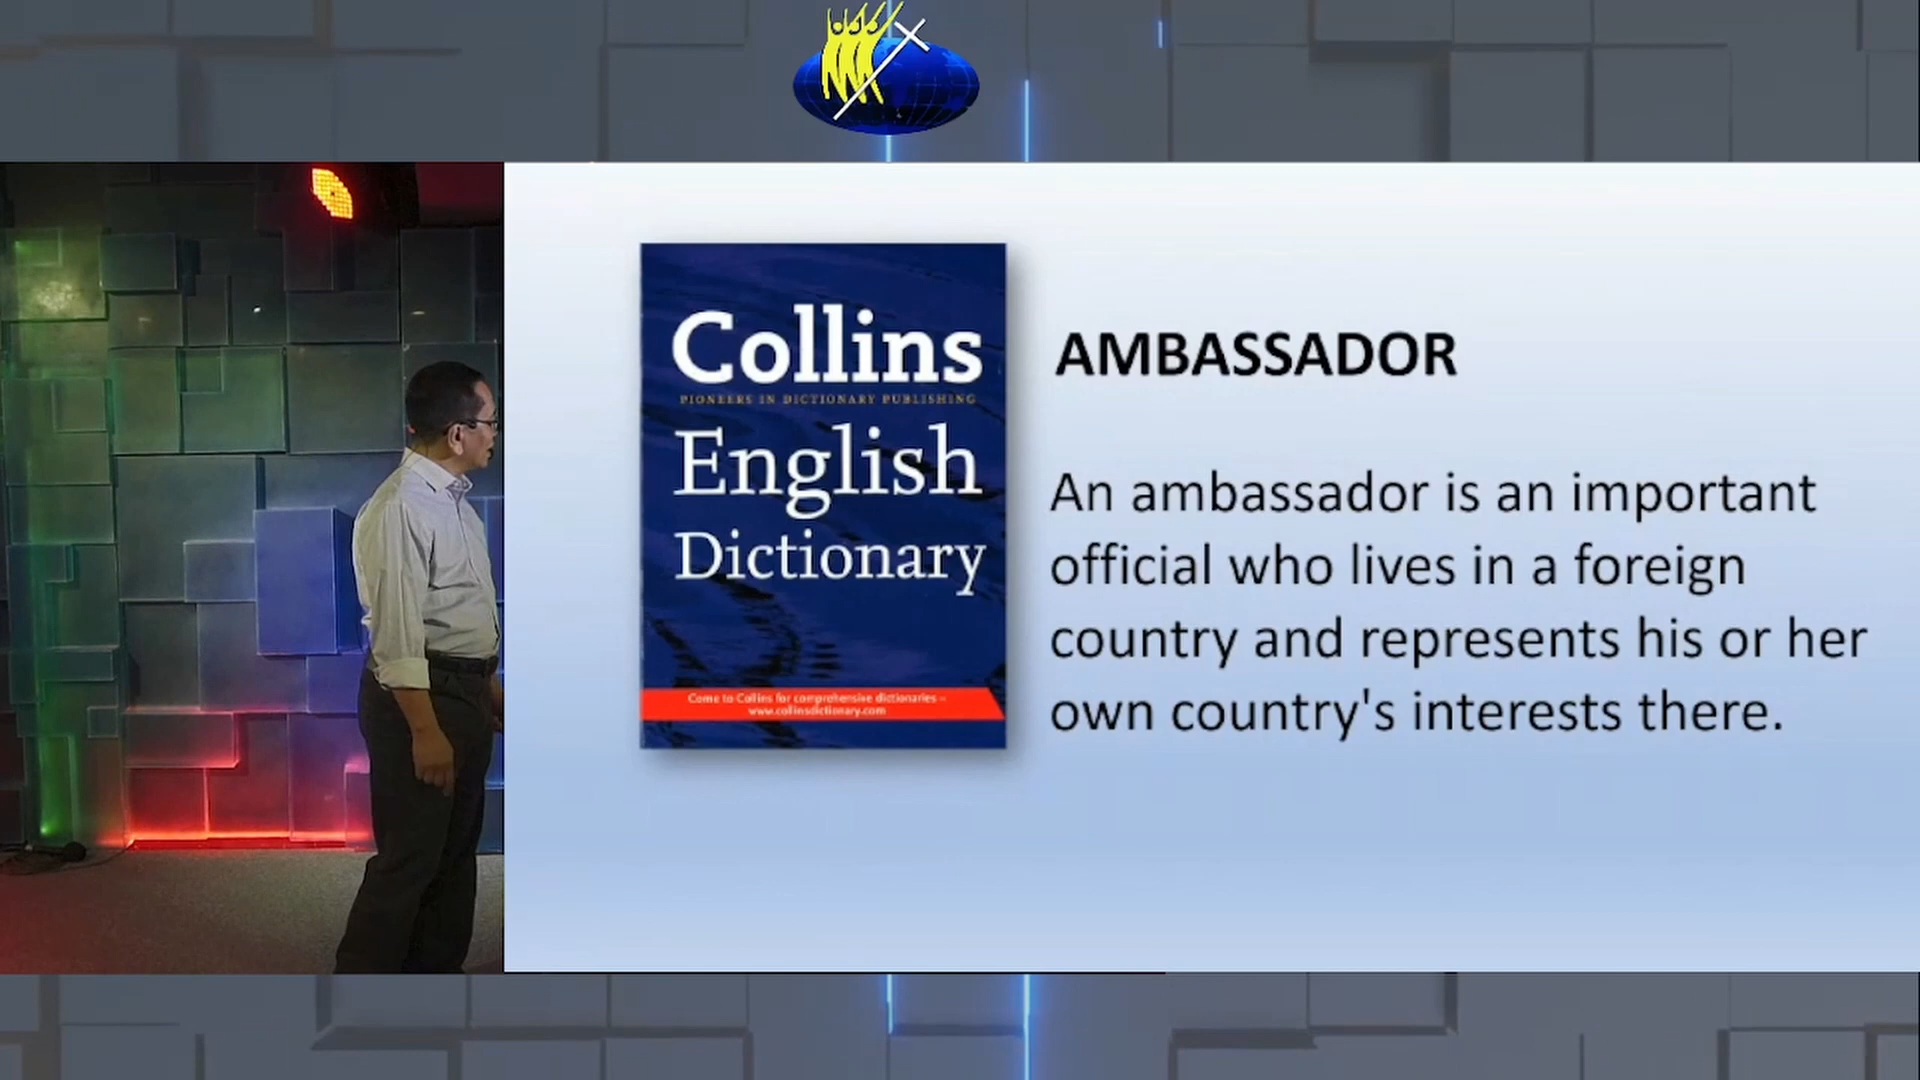 Collins
PIONEERS IN DICTIONARY PUBLISHING
English
Dictionary
Come to Collins for comprehensive dictionaries –
www.collinsdictionary.com
AMBASSADOR
An ambassador is an important
official who lives in a foreign
country and represents his or her
own country's interests there.